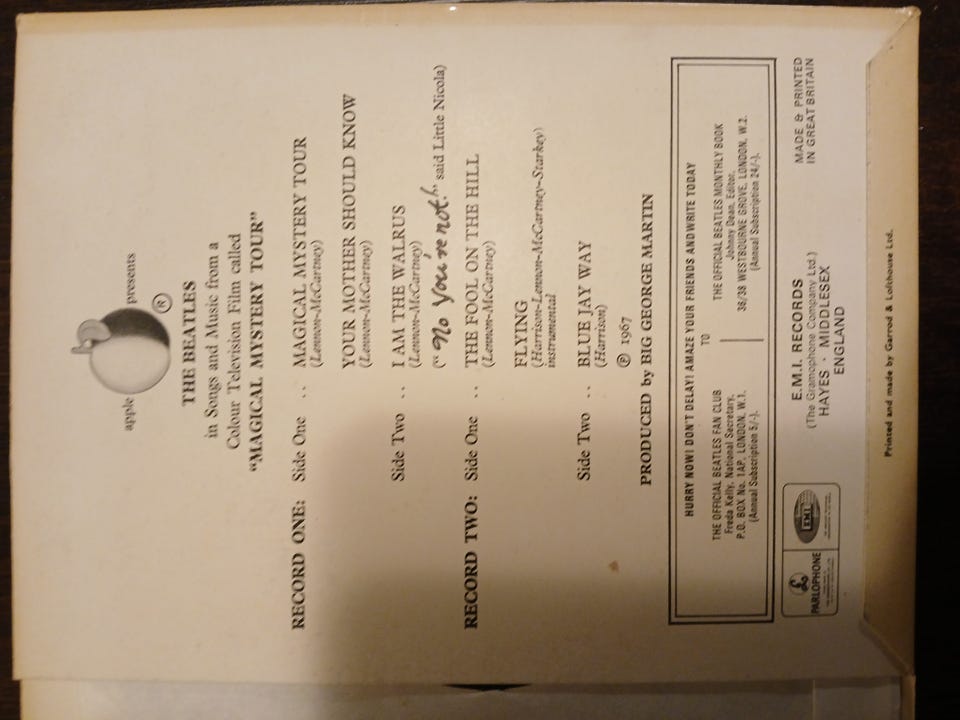 apple presents
®
THE BEATLES
in Songs and Music from a
Colour Television Film called
"MAGICAL MYSTERY TOUR"
RECORD ONE: Side One .. MAGICAL MYSTERY TOUR
(Lennon-McCartney)
YOUR MOTHER SHOULD KNOW
(Lennon-McCartney)
Side Two .. I AM THE WALRUS
(Lennon-McCartney)
("No you're not!" said Little Nicola)
RECORD TWO: Side One .. THE FOOL ON THE HILL
(Lennon-McCartney)
FLYING
(Harrison-Lennon-McCartney-Starkey)
instrumental
Side Two .. BLUE JAY WAY
(Harrison)
℗ 1967
PRODUCED by BIG GEORGE MARTIN
HURRY NOW! DON'T DELAY! AMAZE YOUR FRIENDS AND WRITE TODAY
TO
THE OFFICIAL BEATLES FAN CLUB
Freda Kelly, National Secretary,
P.O. BOX No. 1AP, LONDON, W.1.
(Annual Subscription 5/-).
THE OFFICIAL BEATLES MONTHLY BOOK
Johnny Dean, Editor,
36/38 WESTBOURNE GROVE, LONDON, W.2.
(Annual Subscription 24/-).
PARLOPHONE
EMI
E.M.I. RECORDS
(The Gramophone Company Ltd.)
HAYES · MIDDLESEX
ENGLAND
MADE & PRINTED
IN GREAT BRITAIN
Printed and made by Garrod & Lofthouse Ltd.